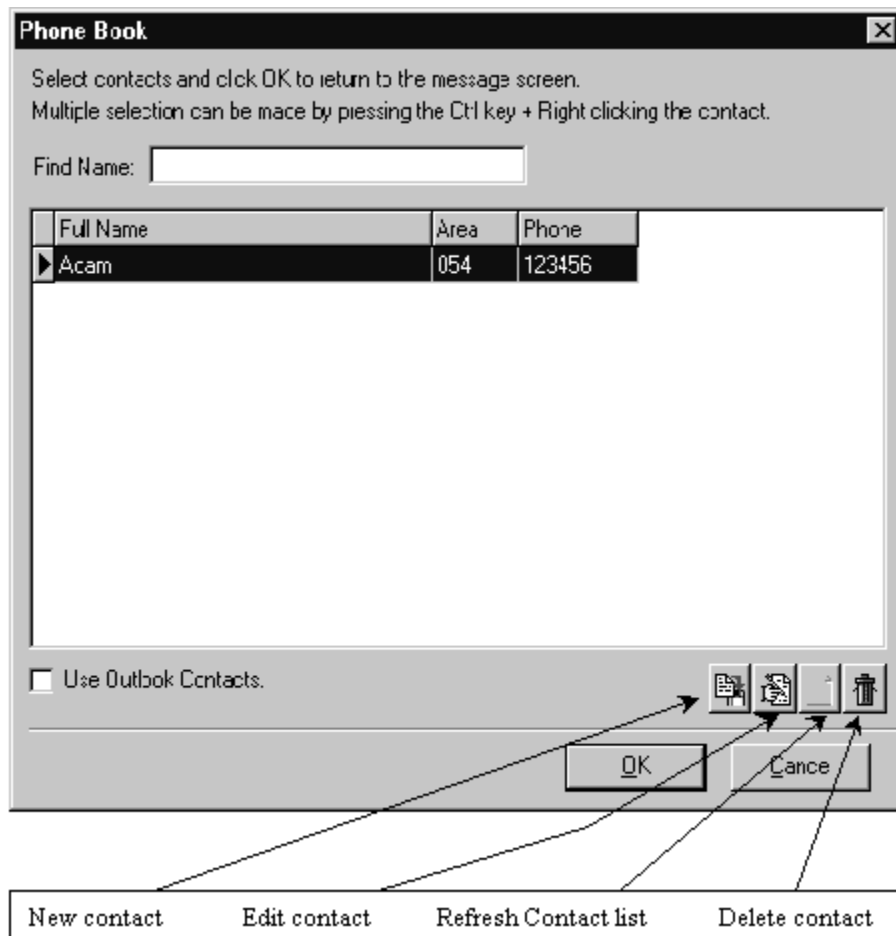 Phone Book
Select contacts and click OK to return to the message screen.
Multiple selection can be mace by pressing the Ctrl key + Right clicking the contact.
Find Name:
Full Name Area Phone
Acam 054 123456
Use Outlook Contacts.
OK Cance
New contact Edit contact Refresh Contact list Delete contact